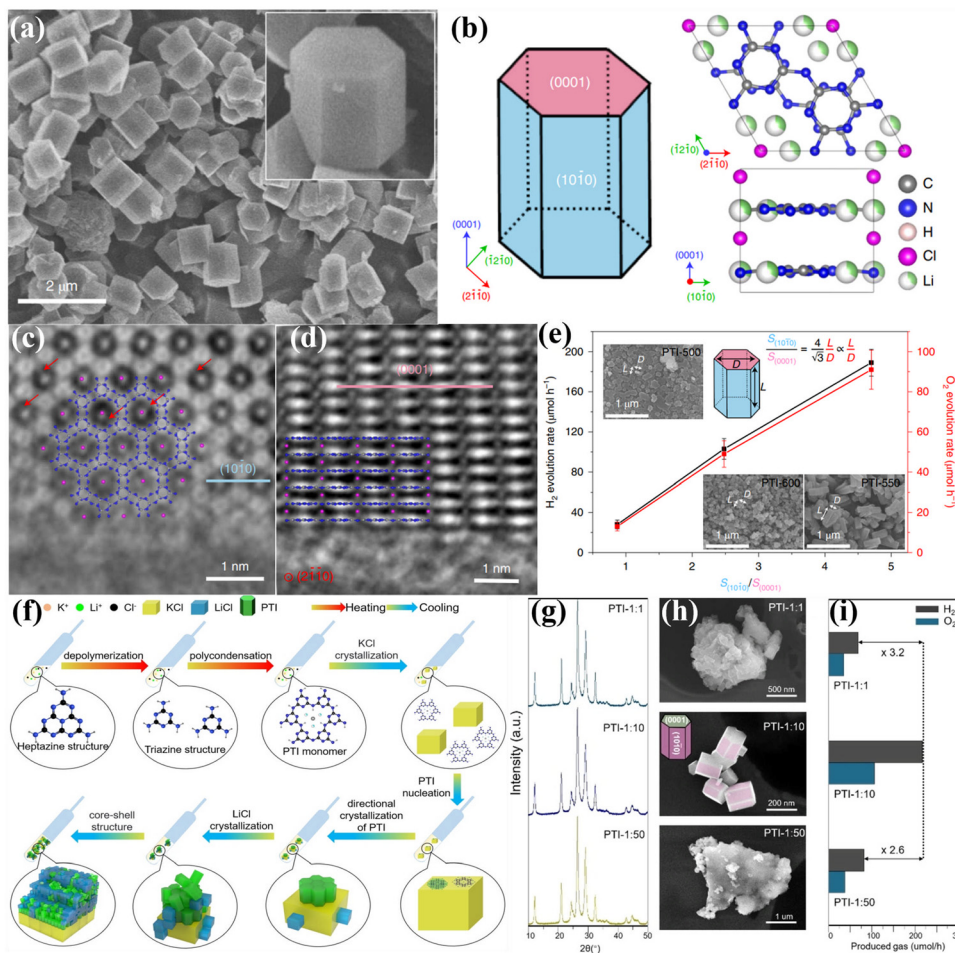 (a)
2 µm
(b)
(0001)
(101̄0)
(0001)
(1̄21̄0)
(21̄1̄0)
(1̄21̄0)
(21̄1̄0)
(0001)
(101̄0)
C
N
H
Cl
Li
(c)
(101̄0)
1 nm
(d)
(0001)
(21̄1̄0)
1 nm
(e)
H₂ evolution rate (µmol h⁻¹)
200
160
120
80
40
0
PTI-500
D
L
1 µm
D
L
S(101̄0)/S(0001) = 4/√3 L/D ∝ L/D
PTI-600
L
D
1 µm
PTI-550
L
D
1 µm
1
2
3
4
5
S(101̄0)/S(0001)
100
80
60
40
20
0
O₂ evolution rate (µmol h⁻¹)
(f)
K⁺ Li⁺ Cl⁻ KCl LiCl PTI Heating Cooling
depolymerization
polycondensation
KCl
crystallization
Heptazine structure
Triazine structure
PTI monomer
PTI
nucleation
core-shell
structure
LiCl
crystallization
directional
crystallization
of PTI
(g)
Intensity (a.u.)
PTI-1:1
PTI-1:10
PTI-1:50
10 20 30 40 50
2θ(°)
(h)
PTI-1:1
500 nm
(0001)
(101̄0)
PTI-1:10
200 nm
PTI-1:50
1 um
(i)
H₂
O₂
x 3.2
PTI-1:1
PTI-1:10
x 2.6
PTI-1:50
0 100 200
Produced gas (umol/h)